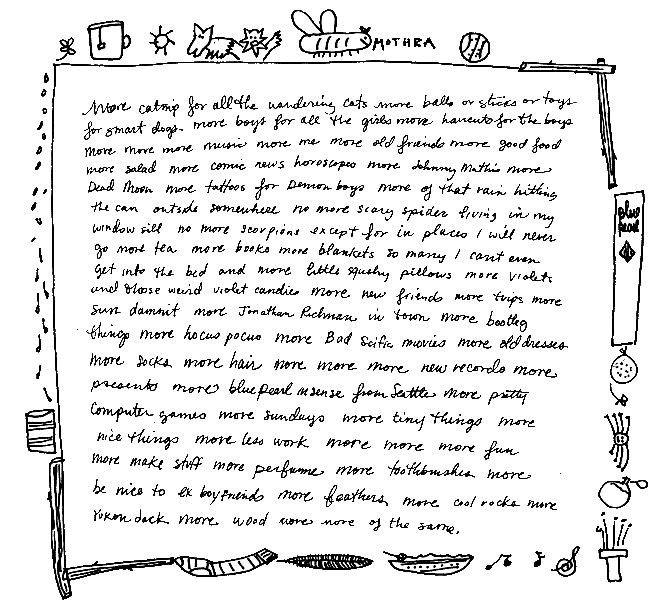 MOTHRA
More catnip for all the wandering cats more balls or sticks or toys
for smart dogs more boys for all the girls more haircuts for the boys
more more more music more me more old friends more good food
more salad more comic news horoscopes more Johnny Mathis more
Dead Moon more tattoos for Demon boys more of that rain hitting
the can outside somewhere no more scary spider living in my
window sill no more scorpions except for in places I will never
go more tea more books more blankets so many I can't even
get into the bed and more little squshy pillows more violets
and those weird violet candies more new friends more trips more
sun damnit more Jonathan Richman in town more bootleg
things more hocus pocus more Bad Scific movies more old dresses
more socks more hair more more more new records more
presents more blue pearl insense from Seattle more pretty
computer games more sundays more tiny things more
nice things more less work more more more fun
more make stuff more perfume more toothbrushes more
be nice to ex boyfriends more feathers more cool rocks more
Yukon Jack more wood more more of the same.
blue
pearl